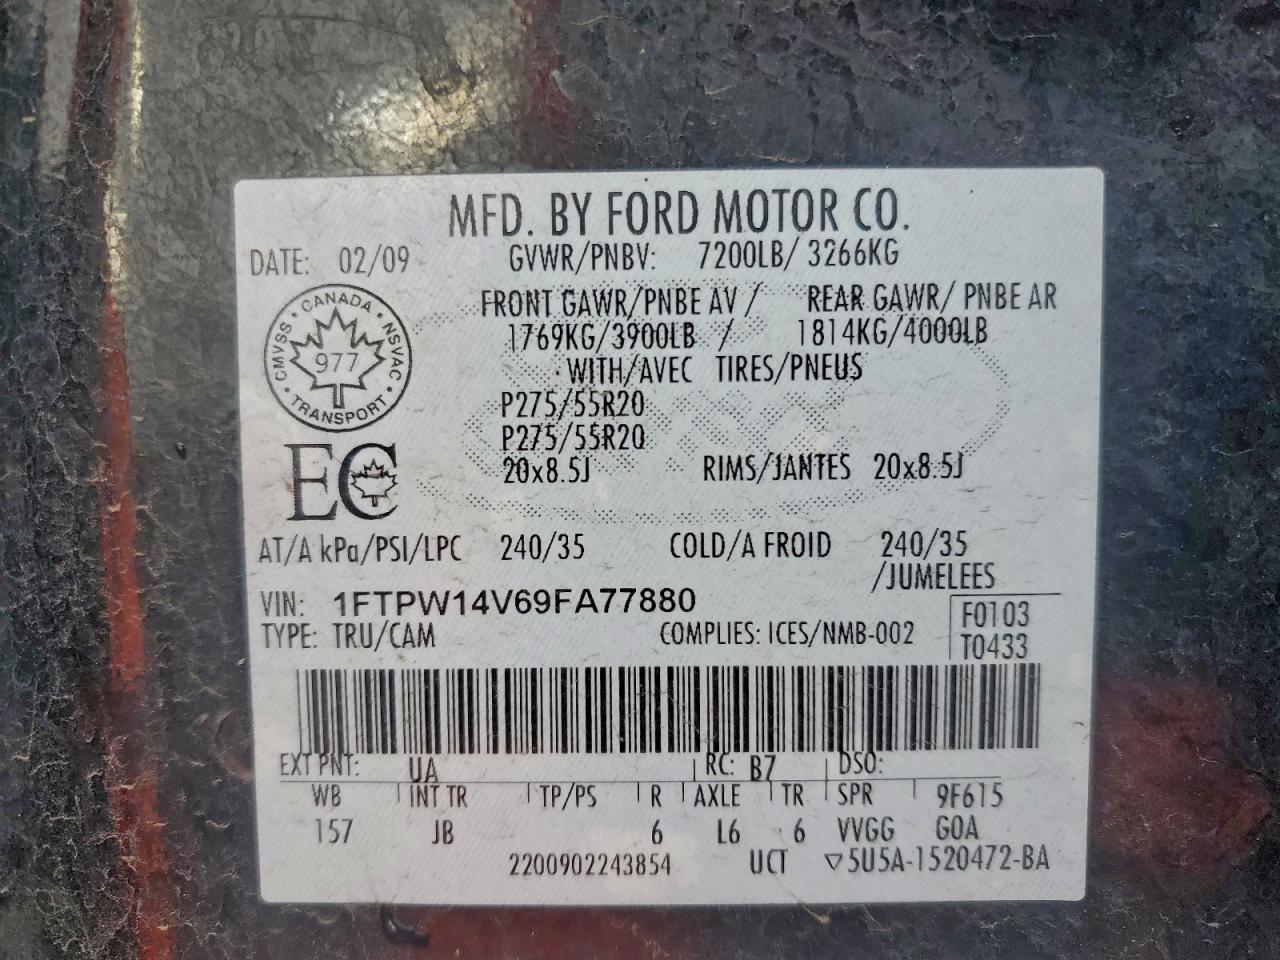 MFD. BY FORD MOTOR CO.
DATE: 02/09 GVWR/PNBV: 7200LB/ 3266KG
CMVSS • CANADA • NSVAC • TRANSPORT •
977
FRONT GAWR/PNBE AV / REAR GAWR/ PNBE AR
1769KG/3900LB / 1814KG/4000LB
WITH/AVEC TIRES/PNEUS
P275/55R20
P275/55R20
EC
20x8.5J RIMS/JANTES 20x8.5J
AT/A kPa/PSI/LPC 240/35 COLD/A FROID 240/35
/JUMELEES
VIN: 1FTPW14V69FA77880 F0103
TYPE: TRU/CAM COMPLIES: ICES/NMB-002 T0433
EXT PNT: UA RC: B7 DSO:
WB INT TR TP/PS R AXLE TR SPR 9F615
157 JB 6 L6 6 VVGG GOA
2200902243854 UCT ▽5U5A-1520472-BA